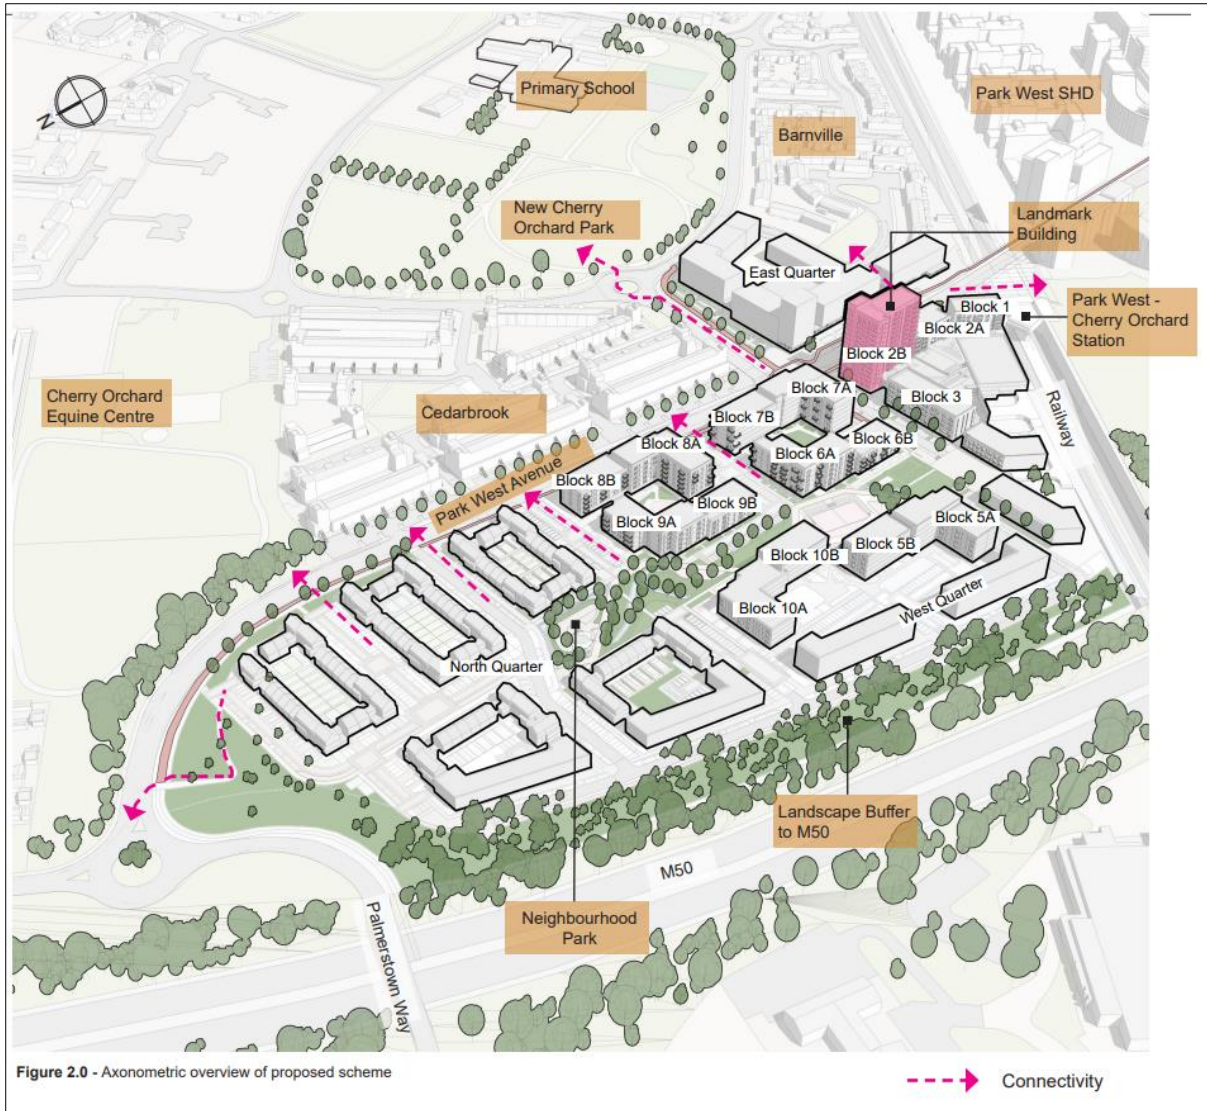 N
Primary School
Park West SHD
Barnville
New Cherry
Orchard Park
Landmark
Building
East Quarter
Block 1
Block 2A
Park West -
Cherry Orchard
Station
Block 2B
Block 7A
Block 3
Cherry Orchard
Equine Centre
Cedarbrook
Block 7B
Railway
Block 8A
Block 6B
Block 6A
Park West Avenue
Block 8B
Block 9B
Block 9A
Block 5A
Block 5B
Block 10B
Block 10A
West Quarter
North Quarter
Landscape Buffer
to M50
M50
Neighbourhood
Park
Palmerstown Way
Figure 2.0 - Axonometric overview of proposed scheme
Connectivity